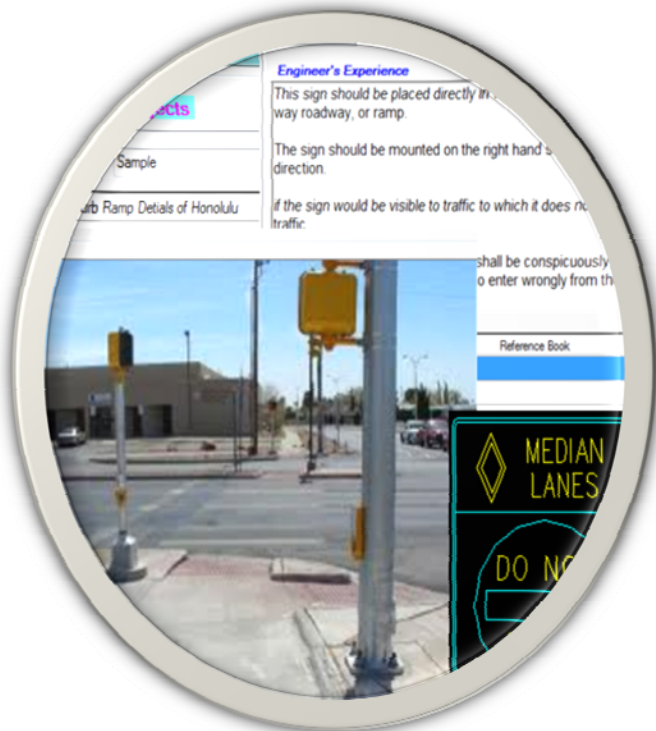 Engineer's Experience
This sign should be placed directly in
way roadway, or ramp.
The sign should be mounted on the right hand
direction.
if the sign would be visible to traffic to which it does
traffic
shall be conspicuously
o enter wrongly from
Reference Book
jects
Sample
urb Ramp Detials of Honolulu
MEDIAN
LANES
DO NO